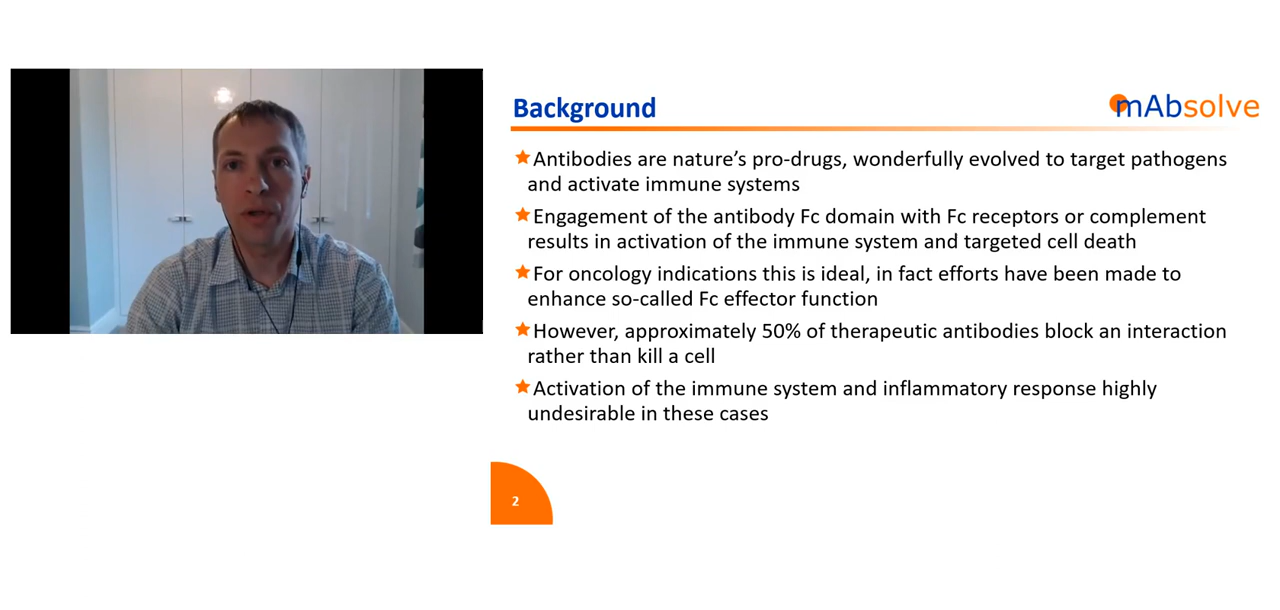 Background
mAbsolve
Antibodies are nature's pro-drugs, wonderfully evolved to target pathogens
and activate immune systems
Engagement of the antibody Fc domain with Fc receptors or complement
results in activation of the immune system and targeted cell death
For oncology indications this is ideal, in fact efforts have been made to
enhance so-called Fc effector function
However, approximately 50% of therapeutic antibodies block an interaction
rather than kill a cell
Activation of the immune system and inflammatory response highly
undesirable in these cases
2